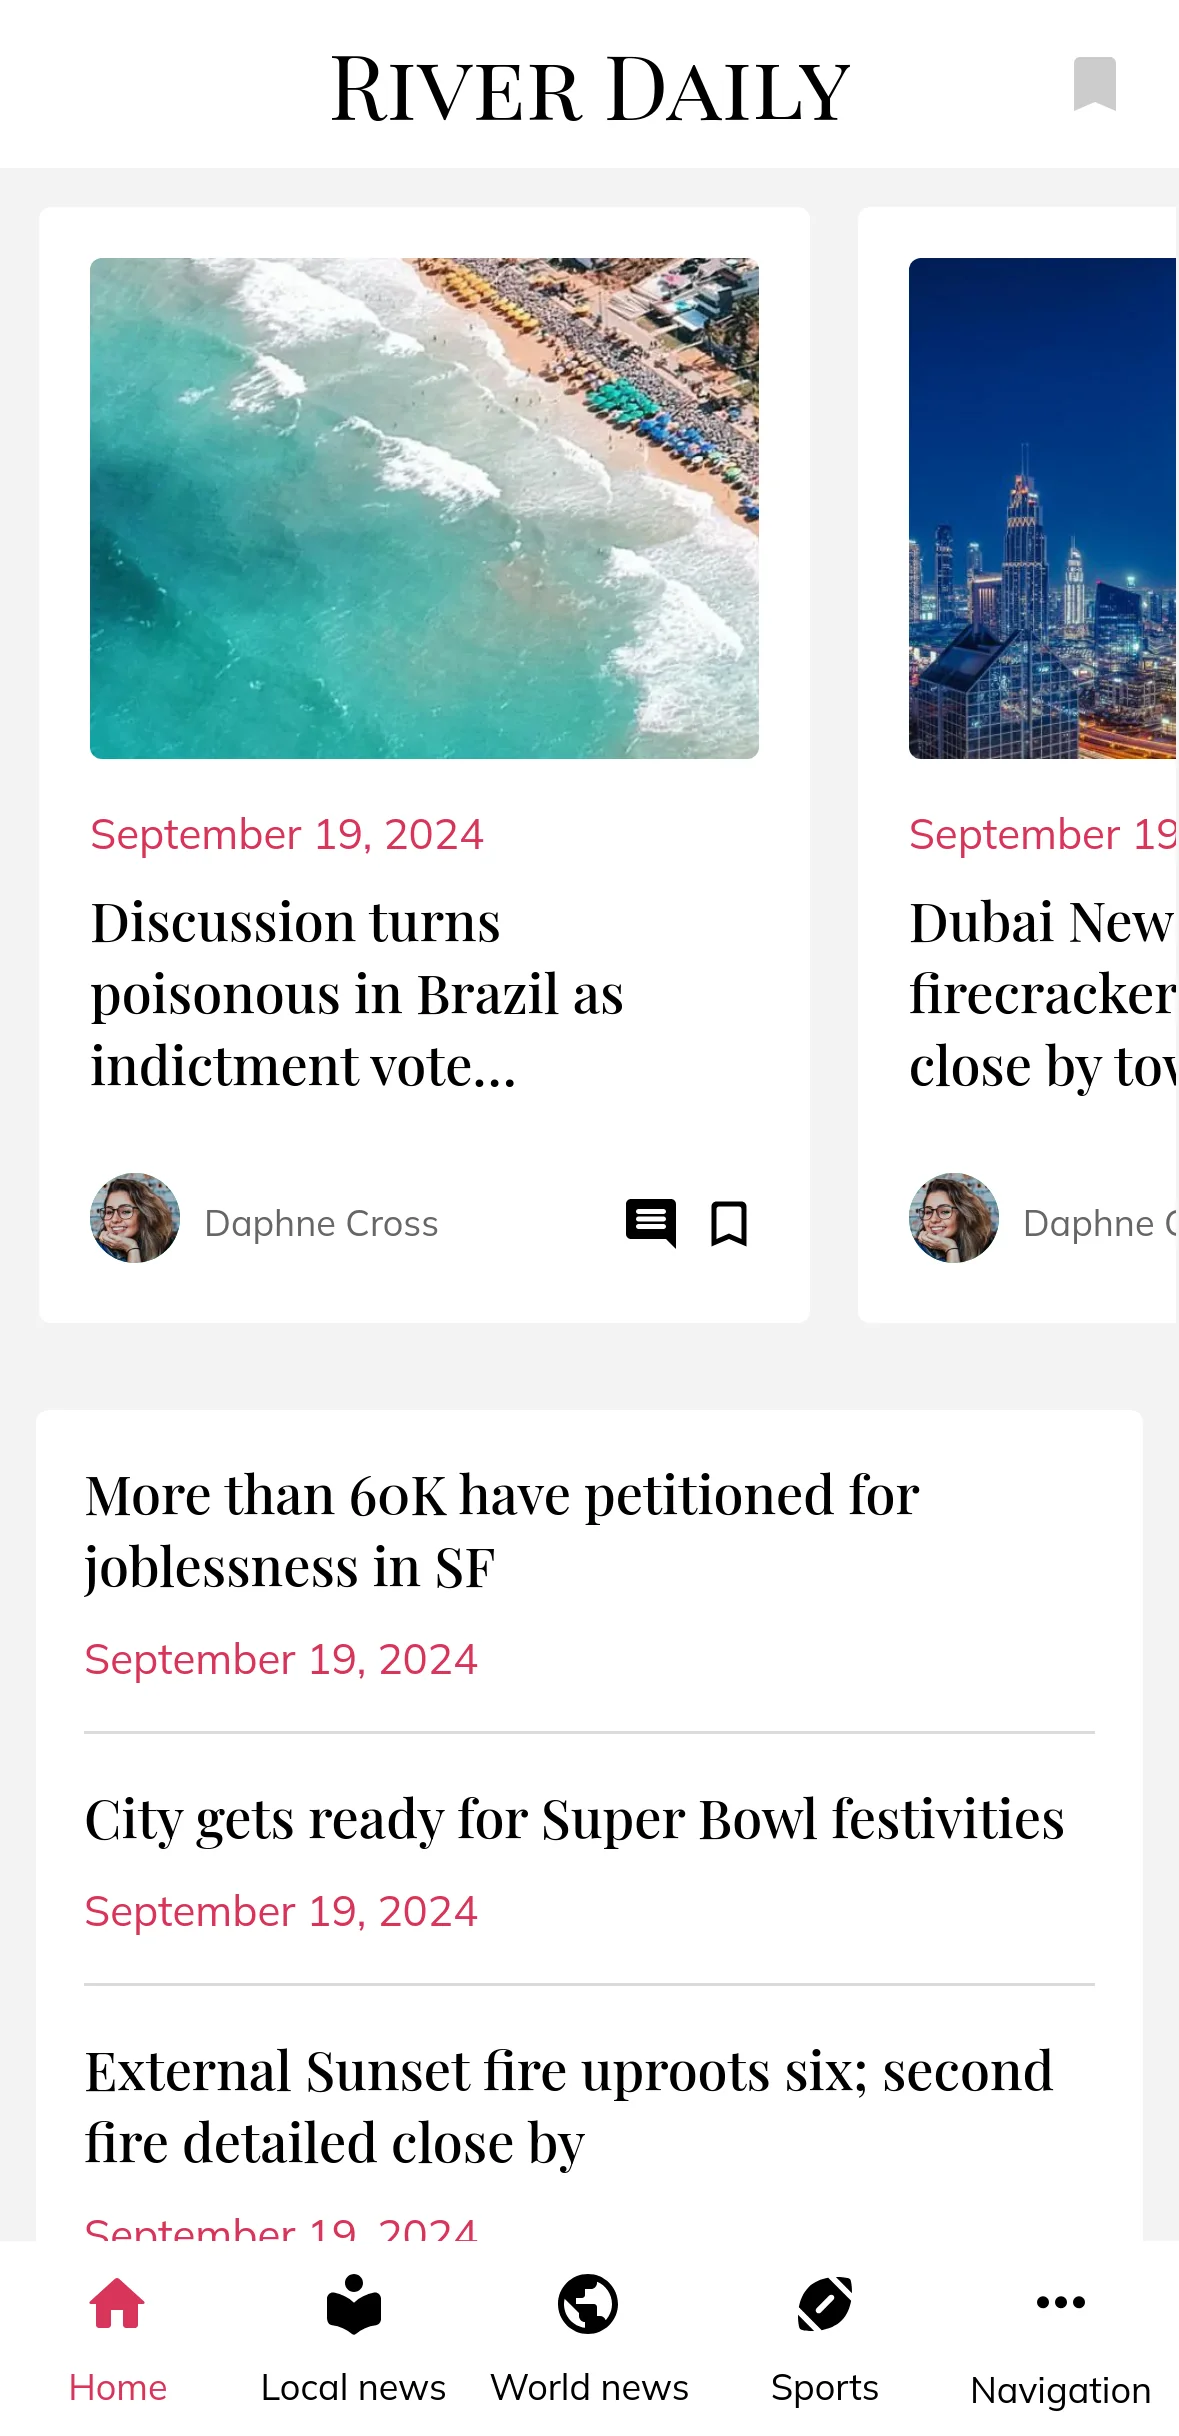 River Daily
September 19, 2024
Discussion turns
poisonous in Brazil as
indictment vote...
Daphne Cross
September 19
Dubai New
firecracker
close by
Daphne
More than 60K have petitioned for
joblessness in SF
September 19, 2024
City gets ready for Super Bowl festivities
September 19, 2024
External Sunset fire uproots six; second
fire detailed close by
September 19, 2024
Home
Local news
World news
Sports
Navigation